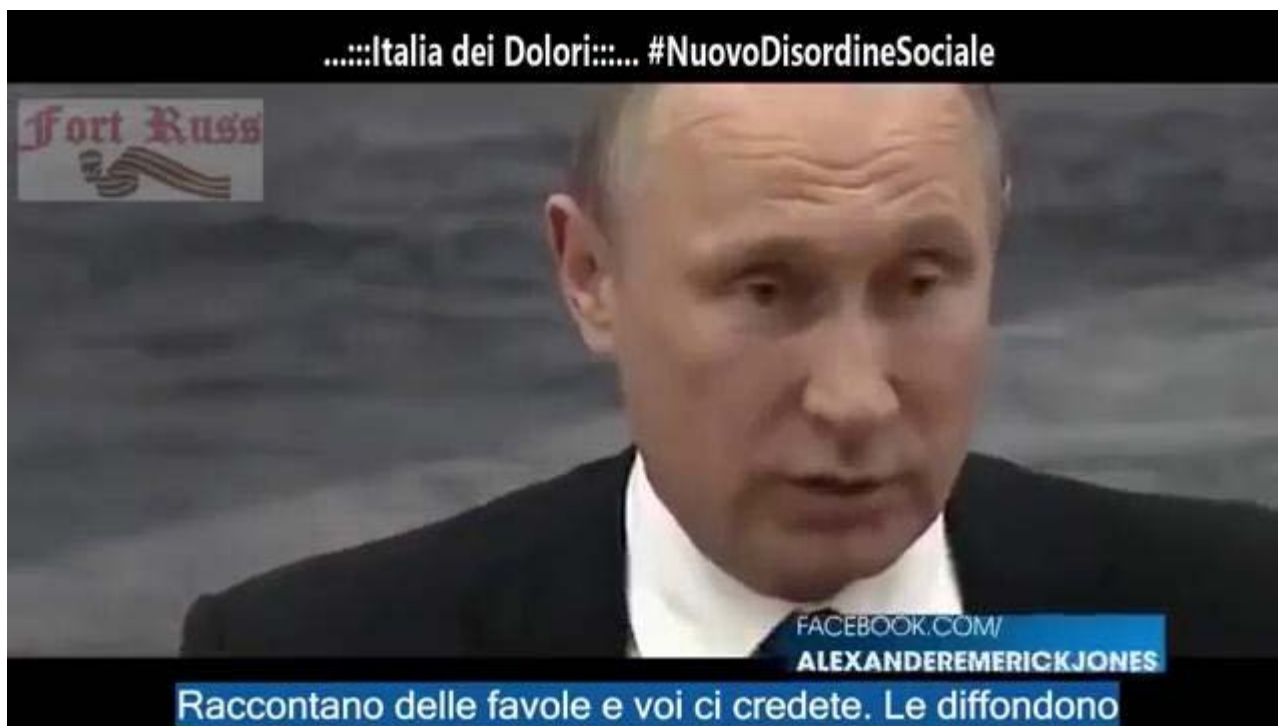 ...:::Italia dei Dolori:::... #NuovoDisordineSociale
Fort Russ
FACEBOOK.COM/
ALEXANDEREMERICKJONES
Raccontano delle favole e voi ci credete. Le diffondono